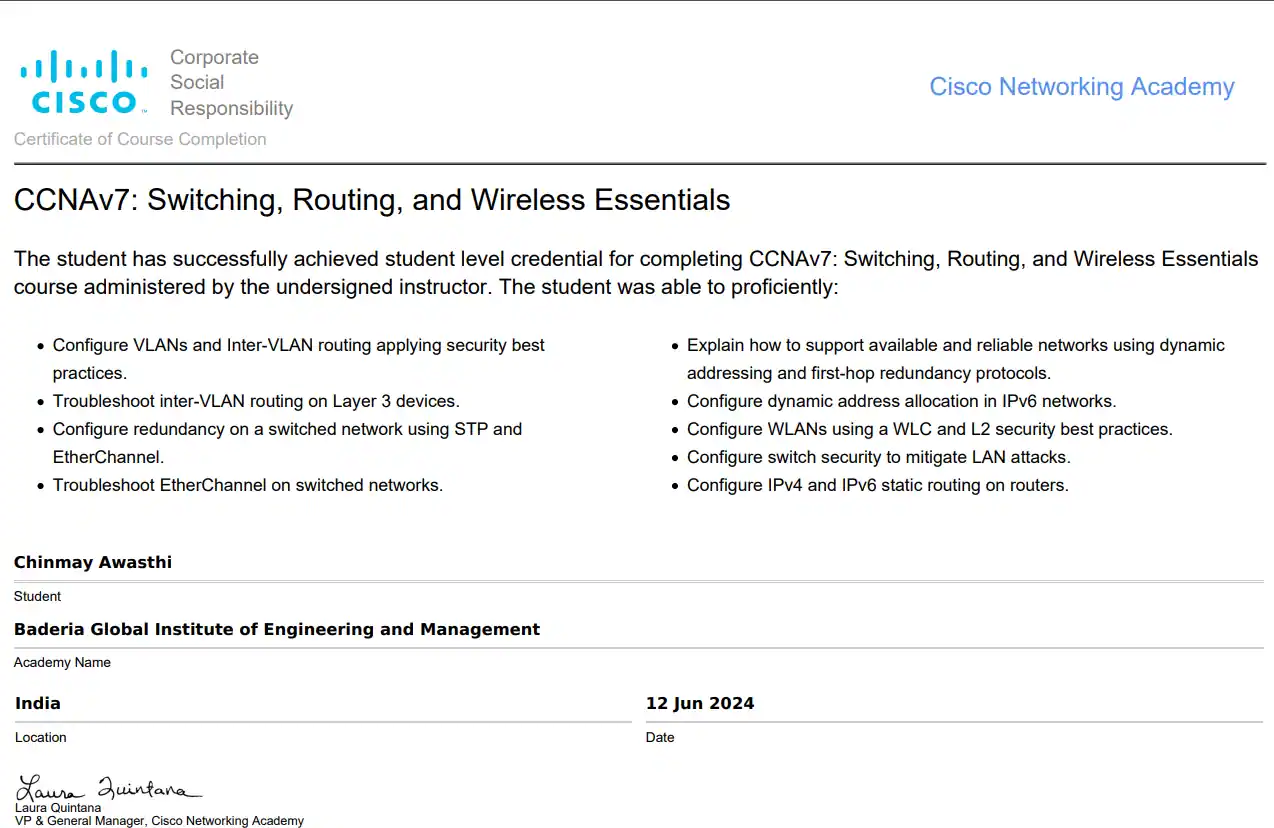 CISCO™
Corporate
Social
Responsibility
Cisco Networking Academy
Certificate of Course Completion
CCNAv7: Switching, Routing, and Wireless Essentials
The student has successfully achieved student level credential for completing CCNAv7: Switching, Routing, and Wireless Essentials
course administered by the undersigned instructor. The student was able to proficiently:
• Configure VLANs and Inter-VLAN routing applying security best
practices.
• Troubleshoot inter-VLAN routing on Layer 3 devices.
• Configure redundancy on a switched network using STP and
EtherChannel.
• Troubleshoot EtherChannel on switched networks.
• Explain how to support available and reliable networks using dynamic
addressing and first-hop redundancy protocols.
• Configure dynamic address allocation in IPv6 networks.
• Configure WLANs using a WLC and L2 security best practices.
• Configure switch security to mitigate LAN attacks.
• Configure IPv4 and IPv6 static routing on routers.
Chinmay Awasthi
Student
Baderia Global Institute of Engineering and Management
Academy Name
India
Location
12 Jun 2024
Date
Laura Quintana
Laura Quintana
VP & General Manager, Cisco Networking Academy